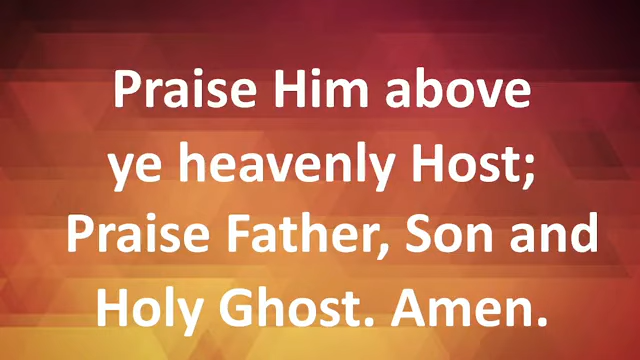 Praise Him above
ye heavenly Host;
Praise Father, Son and
Holy Ghost. Amen.